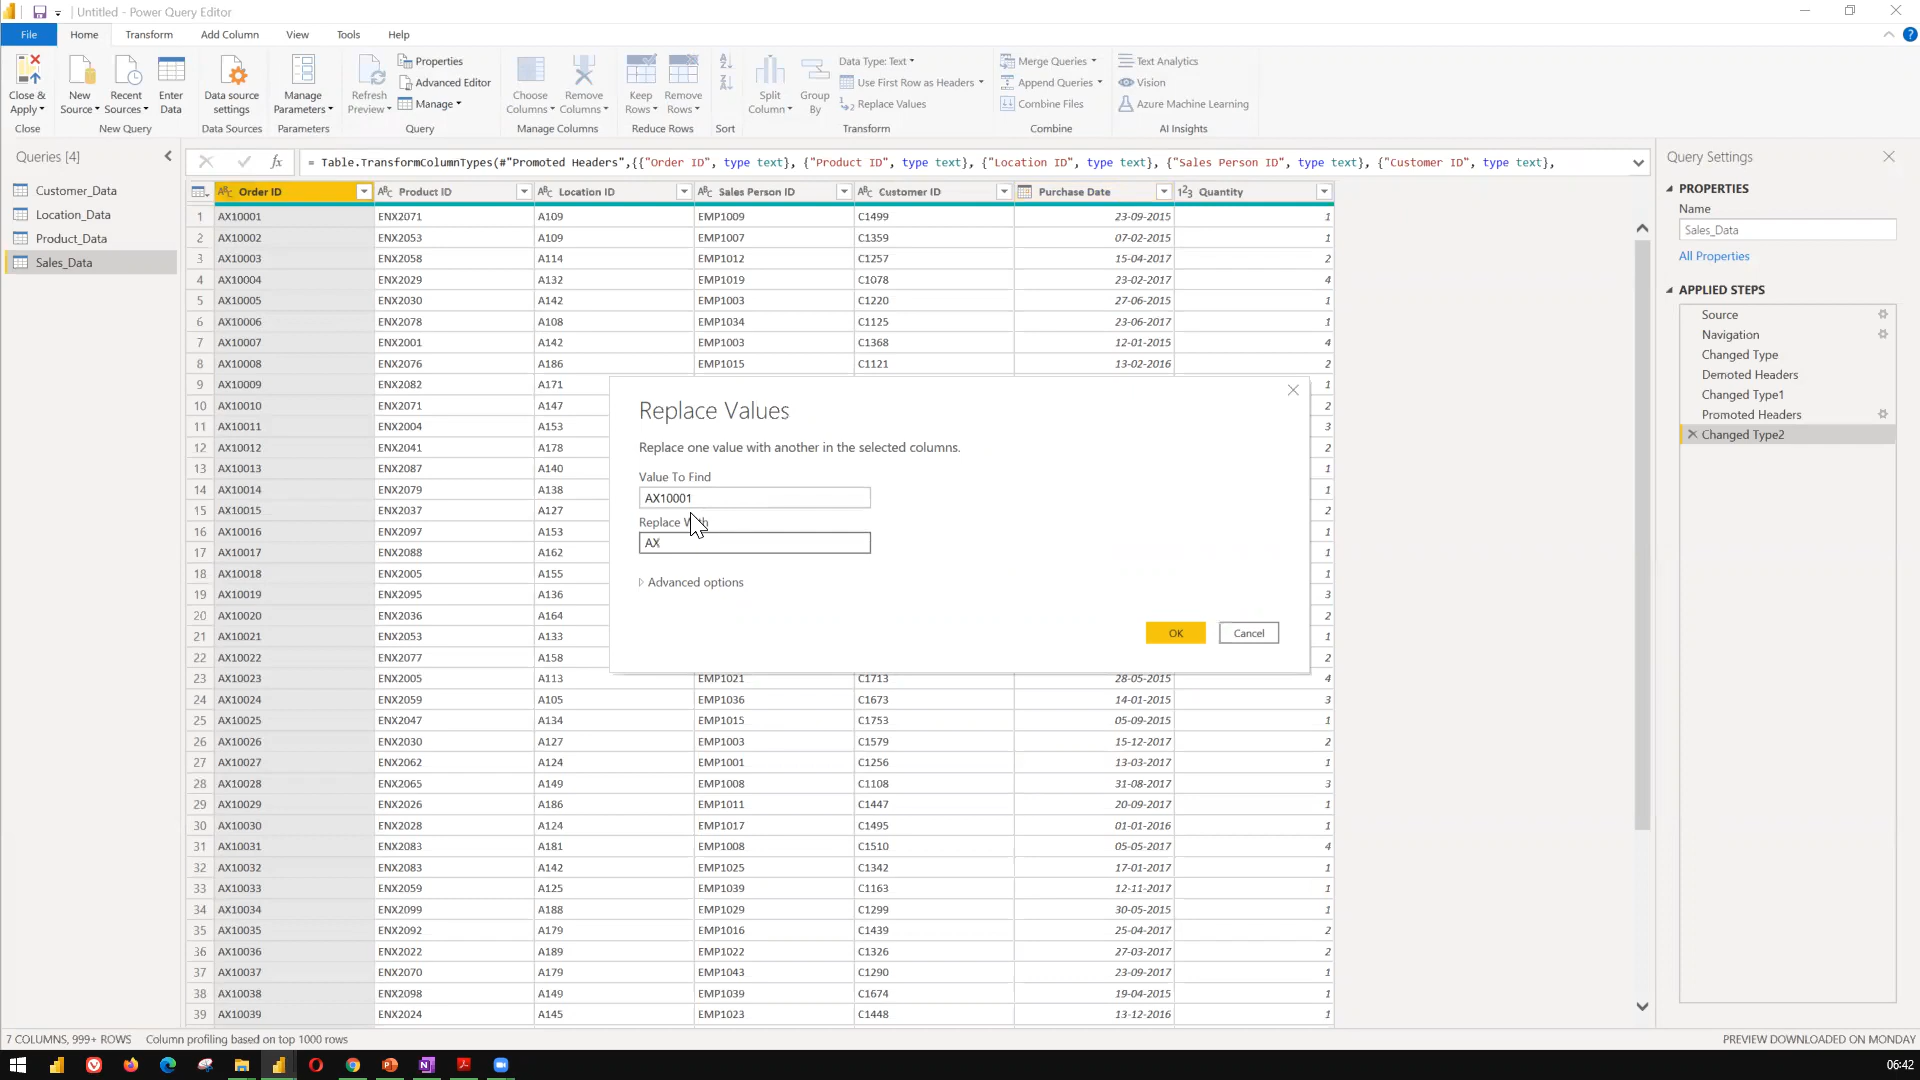 Untitled - Power Query Editor
File Home Transform Add Column View Tools Help
Close & Apply
New Source
Recent Sources
Enter Data
Data source settings
Manage Parameters
Refresh Preview
Properties
Advanced Editor
Manage
Choose Columns
Remove Columns
Keep Rows
Remove Rows
Split Column
Group By
Data Type: Text
Use First Row as Headers
Replace Values
Merge Queries
Append Queries
Combine Files
Text Analytics
Vision
Azure Machine Learning
Close New Query Data Sources Parameters Query Manage Columns Reduce Rows Sort Transform Combine AI Insights
Queries [4]
Customer_Data
Location_Data
Product_Data
Sales_Data
= Table.TransformColumnTypes(#"Promoted Headers",{{"Order ID", type text}, {"Product ID", type text}, {"Location ID", type text}, {"Sales Person ID", type text}, {"Customer ID", type text},
Order ID Product ID Location ID Sales Person ID Customer ID Purchase Date Quantity
1 AX10001 ENX2071 A109 EMP1009 C1499 23-09-2015 1
2 AX10002 ENX2053 A109 EMP1007 C1359 07-02-2015 1
3 AX10003 ENX2058 A114 EMP1012 C1257 15-04-2017 2
4 AX10004 ENX2029 A132 EMP1019 C1078 23-02-2017 4
5 AX10005 ENX2030 A142 EMP1003 C1220 27-06-2015 1
6 AX10006 ENX2078 A108 EMP1034 C1125 23-06-2017 1
7 AX10007 ENX2001 A142 EMP1003 C1368 12-01-2015 4
8 AX10008 ENX2076 A186 EMP1015 C1121 13-02-2016 2
9 AX10009 ENX2082 A171 1
10 AX10010 ENX2071 A147 2
11 AX10011 ENX2004 A153 3
12 AX10012 ENX2041 A178 2
13 AX10013 ENX2087 A140 1
14 AX10014 ENX2079 A138 1
15 AX10015 ENX2037 A127 2
16 AX10016 ENX2097 A153 1
17 AX10017 ENX2088 A162 1
18 AX10018 ENX2005 A155 1
19 AX10019 ENX2095 A136 3
20 AX10020 ENX2036 A164 2
21 AX10021 ENX2053 A133 1
22 AX10022 ENX2077 A158 2
23 AX10023 ENX2005 A113 EMP1021 C1713 28-05-2015 4
24 AX10024 ENX2059 A105 EMP1036 C1673 14-01-2015 3
25 AX10025 ENX2047 A134 EMP1015 C1753 05-09-2015 1
26 AX10026 ENX2030 A127 EMP1003 C1579 15-12-2017 2
27 AX10027 ENX2062 A124 EMP1001 C1256 13-03-2017 1
28 AX10028 ENX2065 A149 EMP1008 C1108 31-08-2017 3
29 AX10029 ENX2026 A186 EMP1011 C1447 20-09-2017 1
30 AX10030 ENX2028 A124 EMP1017 C1495 01-01-2016 1
31 AX10031 ENX2083 A181 EMP1008 C1510 05-05-2017 4
32 AX10032 ENX2083 A142 EMP1025 C1342 17-01-2017 1
33 AX10033 ENX2059 A125 EMP1039 C1163 12-11-2017 1
34 AX10034 ENX2099 A188 EMP1029 C1299 30-05-2015 1
35 AX10035 ENX2092 A179 EMP1016 C1439 25-04-2017 2
36 AX10036 ENX2022 A189 EMP1022 C1326 27-03-2017 2
37 AX10037 ENX2070 A179 EMP1043 C1290 23-09-2017 1
38 AX10038 ENX2098 A149 EMP1039 C1674 19-04-2015 1
39 AX10039 ENX2024 A145 EMP1023 C1448 13-12-2016 1
Replace Values
Replace one value with another in the selected columns.
Value To Find
AX10001
Replace With
AX
Advanced options
OK
Cancel
Query Settings
PROPERTIES
Name
Sales_Data
All Properties
APPLIED STEPS
Source
Navigation
Changed Type
Demoted Headers
Changed Type1
Promoted Headers
Changed Type2
7 COLUMNS, 999+ ROWS Column profiling based on top 1000 rows
PREVIEW DOWNLOADED ON MONDAY
06:42